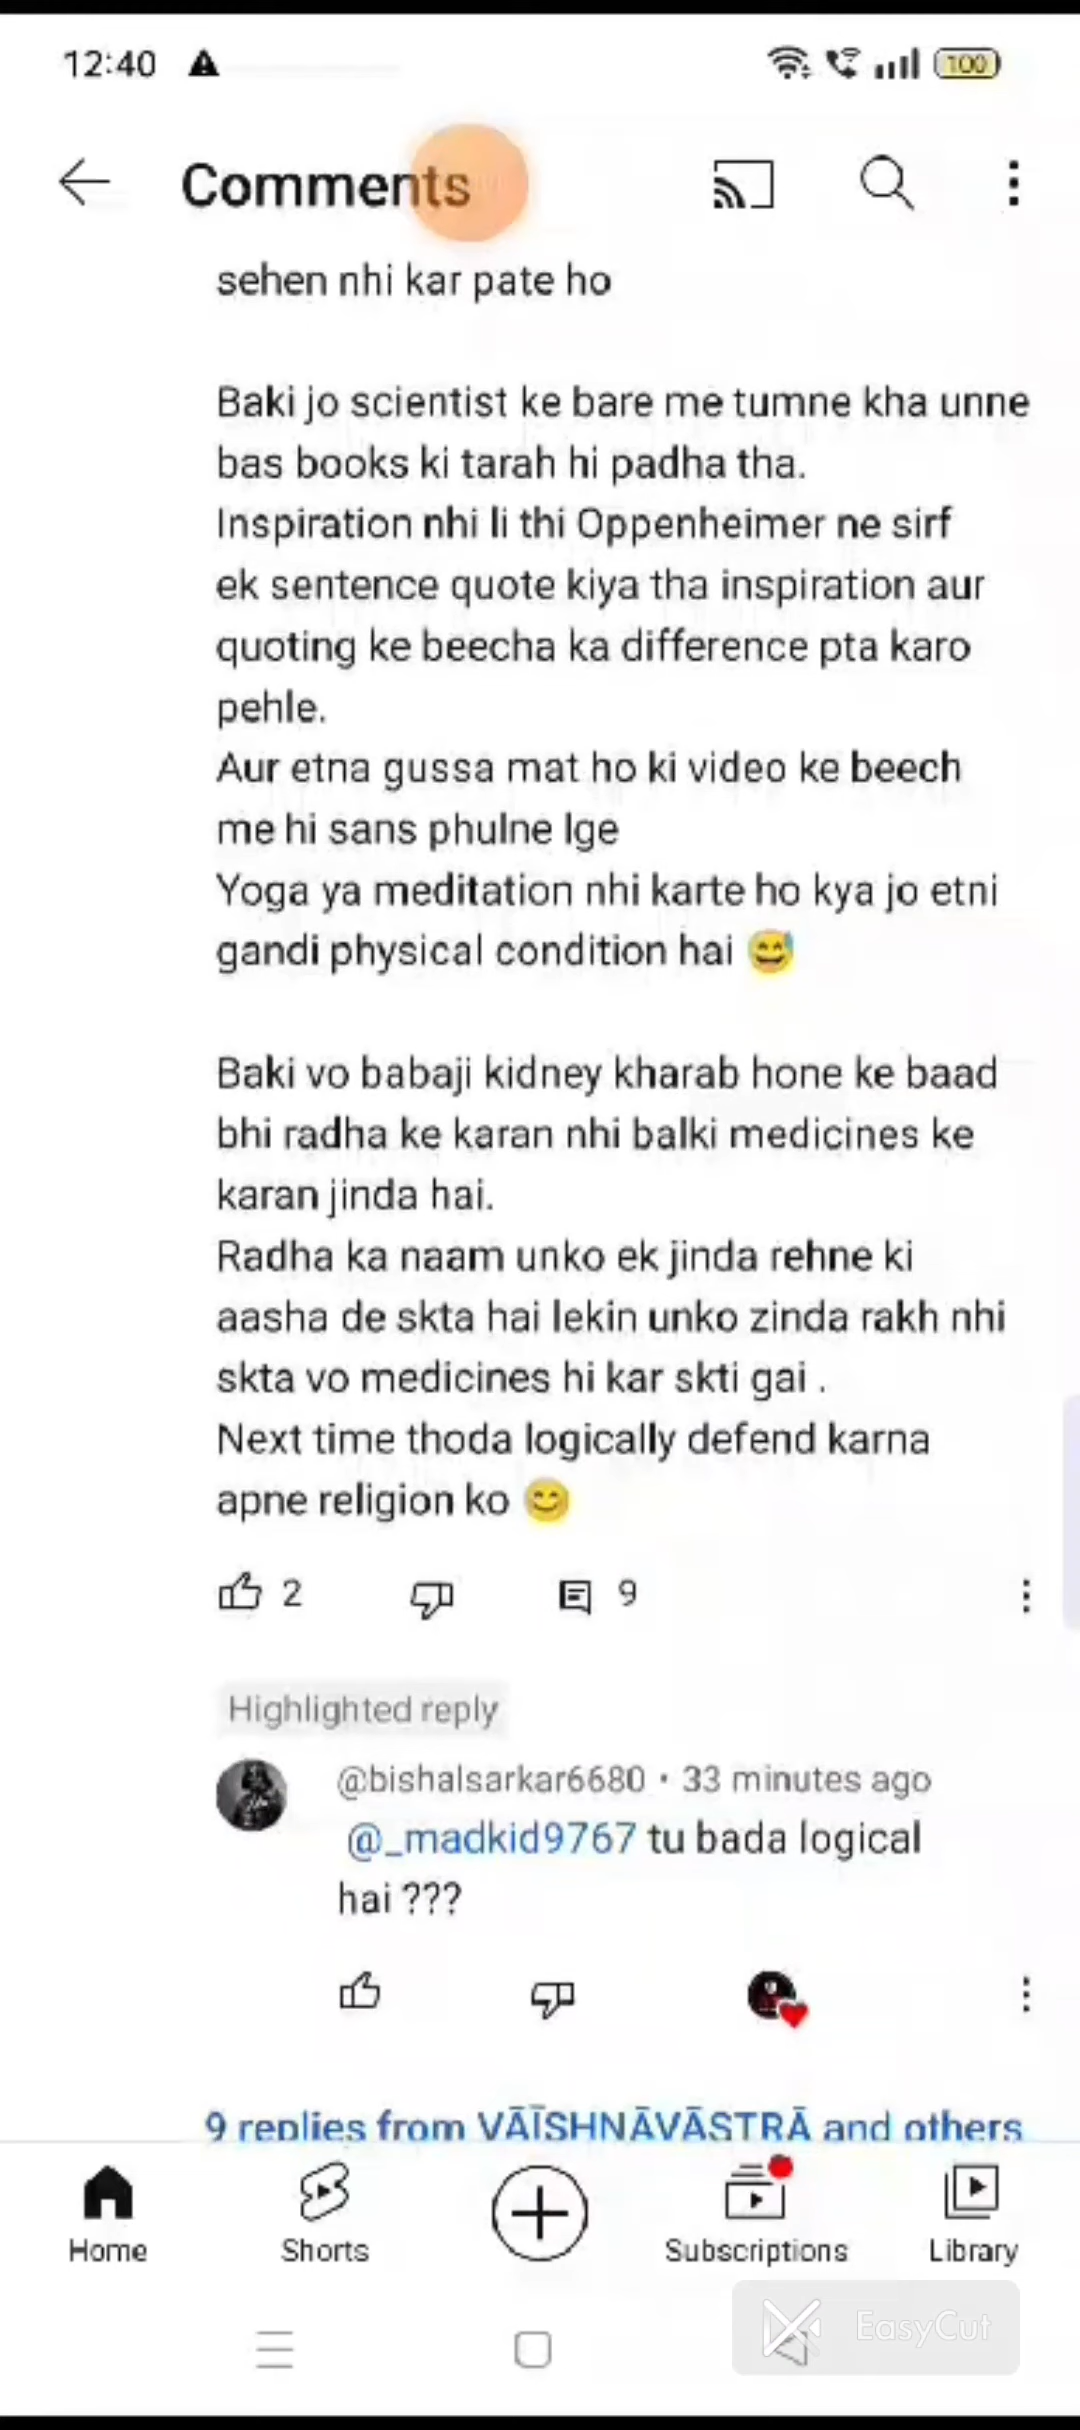 12:40
100
Comments
sehen nhi kar pate ho
Baki jo scientist ke bare me tumne kha unne
bas books ki tarah hi padha tha.
Inspiration nhi li thi Oppenheimer ne sirf
ek sentence quote kiya tha inspiration aur
quoting ke beecha ka difference pta karo
pehle.
Aur etna gussa mat ho ki video ke beech
me hi sans phulne lge
Yoga ya meditation nhi karte ho kya jo etni
gandi physical condition hai 😅
Baki vo babaji kidney kharab hone ke baad
bhi radha ke karan nhi balki medicines ke
karan jinda hai.
Radha ka naam unko ek jinda rehne ki
aasha de skta hai lekin unko zinda rakh nhi
skta vo medicines hi kar skti gai .
Next time thoda logically defend karna
apne religion ko 😊
2 9
Highlighted reply
@bishalsarkar6680 • 33 minutes ago
@_madkid9767 tu bada logical
hai ???
9 replies from VĀĪSHNĀVĀSTRĀ and others
Home Shorts Subscriptions Library
EasyCut